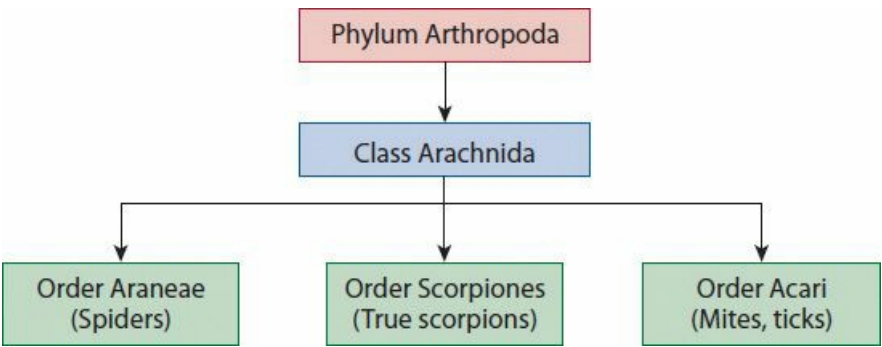 Phylum Arthropoda
Class Arachnida
Order Araneae
(Spiders)
Order Scorpiones
(True scorpions)
Order Acari
(Mites, ticks)